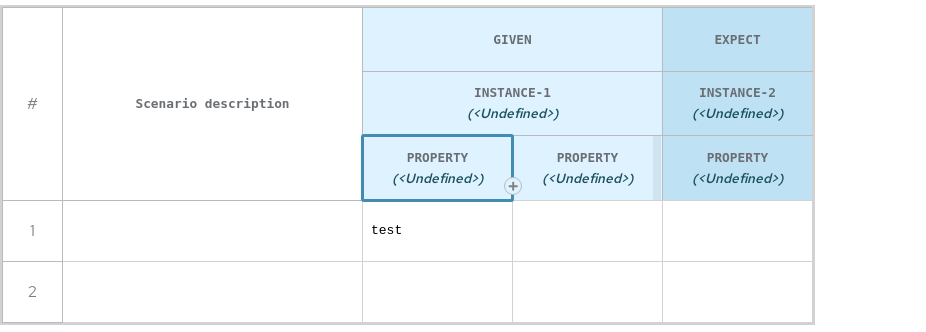 GIVEN
EXPECT
#
Scenario description
INSTANCE-1
(<Undefined>)
INSTANCE-2
(<Undefined>)
PROPERTY
(<Undefined>)
PROPERTY
(<Undefined>)
PROPERTY
(<Undefined>)
1
test
2